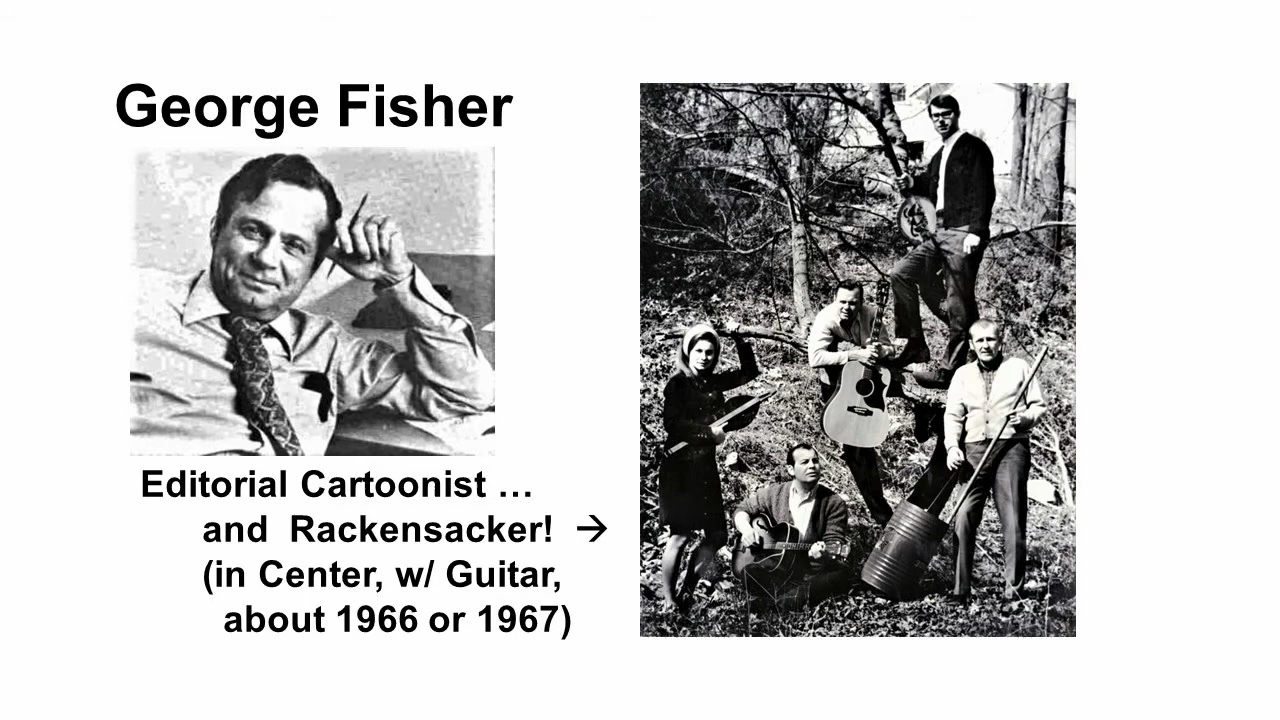 George Fisher
Editorial Cartoonist …
and Rackensacker! →
(in Center, w/ Guitar,
about 1966 or 1967)